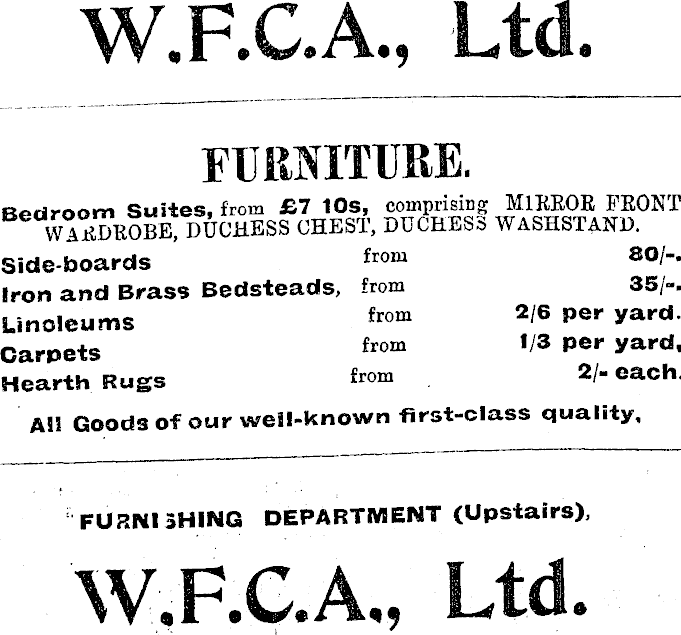 W.F.C.A., Ltd.
FURNITURE.
Bedroom Suites, from £7 10s, comprising MIRROR FRONT
WARDROBE, DUCHESS CHEST, DUCHESS WASHSTAND.
Side-boards from 80/-.
Iron and Brass Bedsteads, from 35/-.
Linoleums from 2/6 per yard.
Carpets from 1/3 per yard,
Hearth Rugs from 2/- each.
All Goods of our well-known first-class quality,
FURNISHING DEPARTMENT (Upstairs),
W.F.C.A., Ltd.